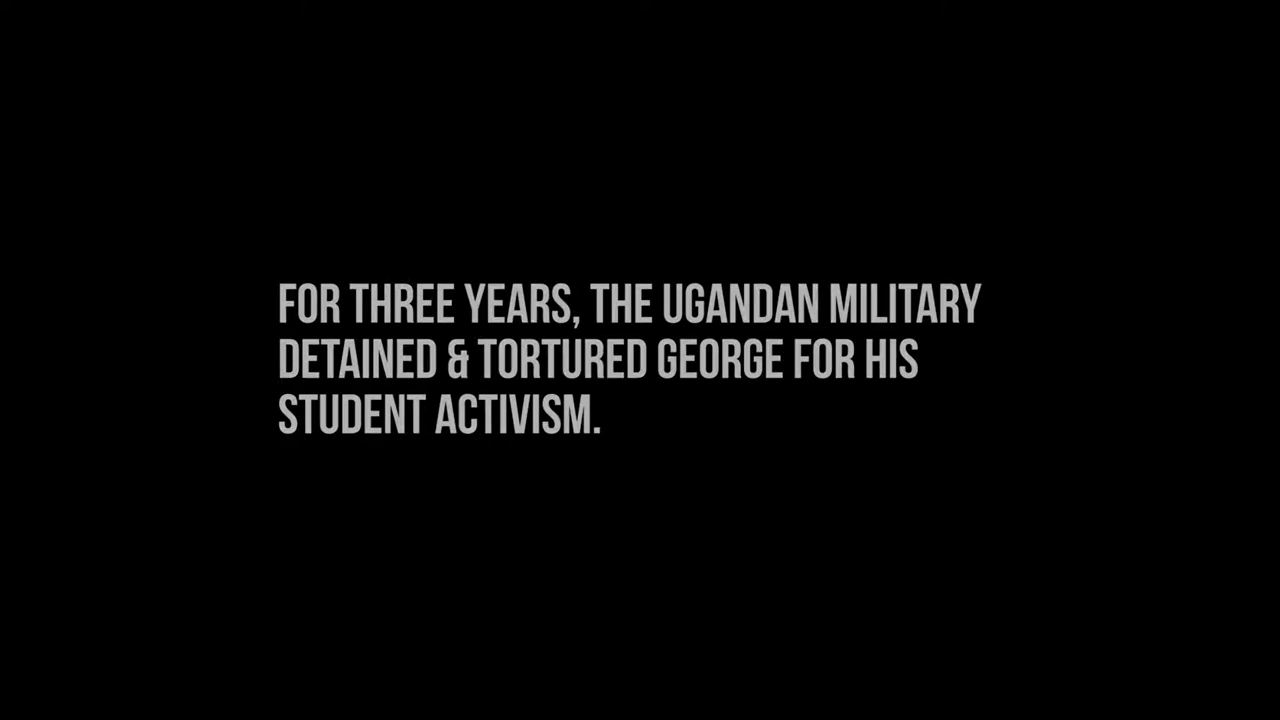 FOR THREE YEARS, THE UGANDAN MILITARY
DETAINED & TORTURED GEORGE FOR HIS
STUDENT ACTIVISM.